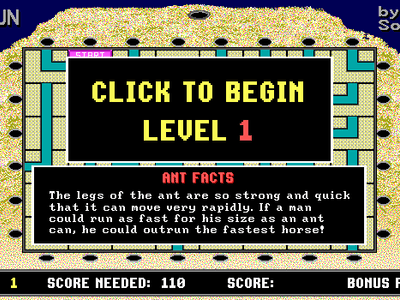 UN
by
So
START
CLICK TO BEGIN
LEVEL 1
ANT FACTS
The legs of the ant are so strong and quick
that it can move very rapidly. If a man
could run as fast for his size as an ant
can, he could outrun the fastest horse!
1 SCORE NEEDED: 110 SCORE: BONUS